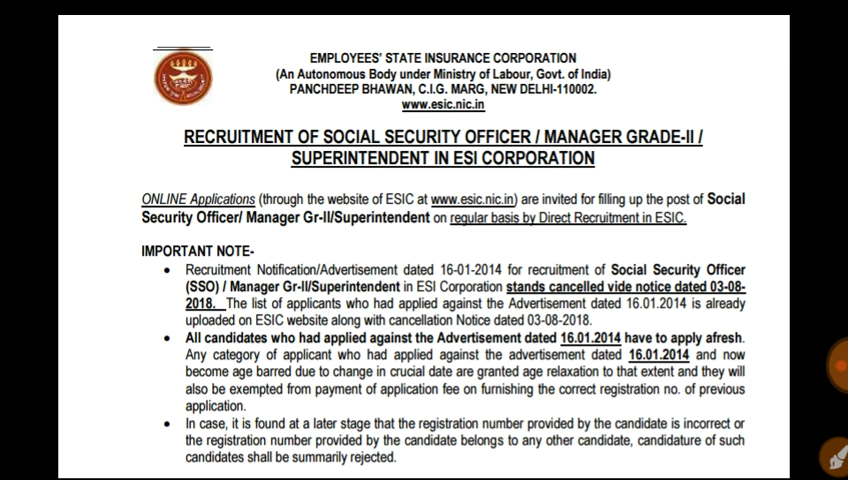 EMPLOYEES' STATE INSURANCE CORPORATION
(An Autonomous Body under Ministry of Labour, Govt. of India)
PANCHDEEP BHAWAN, C.I.G. MARG, NEW DELHI-110002.
www.esic.nic.in
RECRUITMENT OF SOCIAL SECURITY OFFICER / MANAGER GRADE-II /
SUPERINTENDENT IN ESI CORPORATION
ONLINE Applications (through the website of ESIC at www.esic.nic.in) are invited for filling up the post of Social
Security Officer/ Manager Gr-II/Superintendent on regular basis by Direct Recruitment in ESIC.
IMPORTANT NOTE-
• Recruitment Notification/Advertisement dated 16-01-2014 for recruitment of Social Security Officer
(SSO) / Manager Gr-II/Superintendent in ESI Corporation stands cancelled vide notice dated 03-08-
2018. The list of applicants who had applied against the Advertisement dated 16.01.2014 is already
uploaded on ESIC website along with cancellation Notice dated 03-08-2018.
• All candidates who had applied against the Advertisement dated 16.01.2014 have to apply afresh.
Any category of applicant who had applied against the advertisement dated 16.01.2014 and now
become age barred due to change in crucial date are granted age relaxation to that extent and they will
also be exempted from payment of application fee on furnishing the correct registration no. of previous
application.
• In case, it is found at a later stage that the registration number provided by the candidate is incorrect or
the registration number provided by the candidate belongs to any other candidate, candidature of such
candidates shall be summarily rejected.